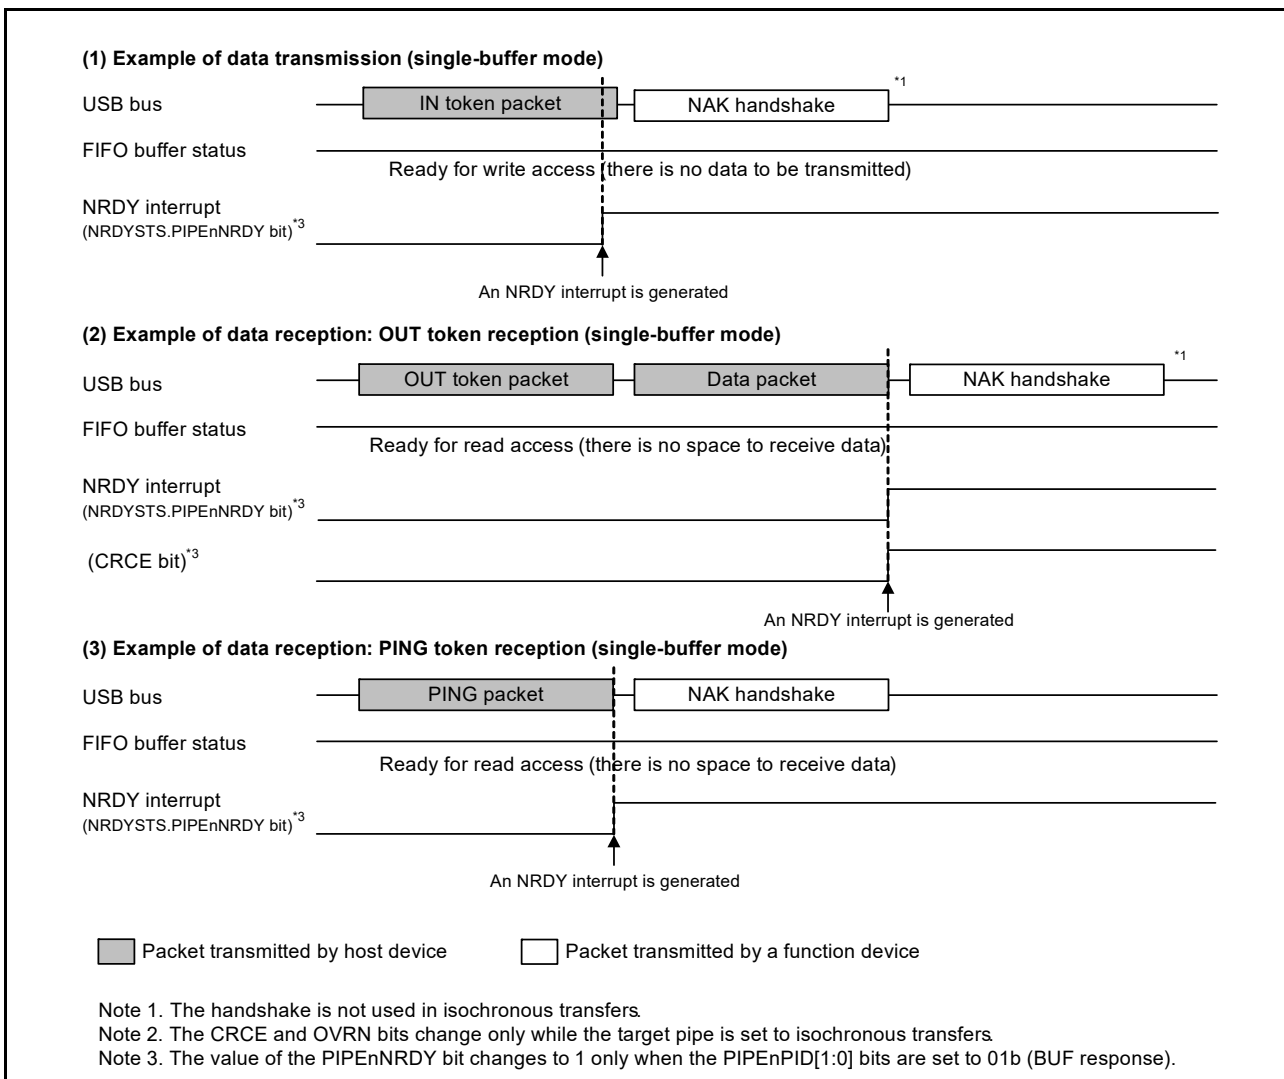 (1) Example of data transmission (single-buffer mode)
USB bus
IN token packet
NAK handshake
*1
FIFO buffer status
Ready for write access (there is no data to be transmitted)
NRDY interrupt
(NRDYSTS.PIPEnNRDY bit)*3
An NRDY interrupt is generated
(2) Example of data reception: OUT token reception (single-buffer mode)
USB bus
OUT token packet
Data packet
NAK handshake
*1
FIFO buffer status
Ready for read access (there is no space to receive data)
NRDY interrupt
(NRDYSTS.PIPEnNRDY bit)*3
(CRCE bit)*3
An NRDY interrupt is generated
(3) Example of data reception: PING token reception (single-buffer mode)
USB bus
PING packet
NAK handshake
FIFO buffer status
Ready for read access (there is no space to receive data)
NRDY interrupt
(NRDYSTS.PIPEnNRDY bit)*3
An NRDY interrupt is generated
Packet transmitted by host device
Packet transmitted by a function device
Note 1. The handshake is not used in isochronous transfers.
Note 2. The CRCE and OVRN bits change only while the target pipe is set to isochronous transfers.
Note 3. The value of the PIPEnNRDY bit changes to 1 only when the PIPEnPID[1:0] bits are set to 01b (BUF response).